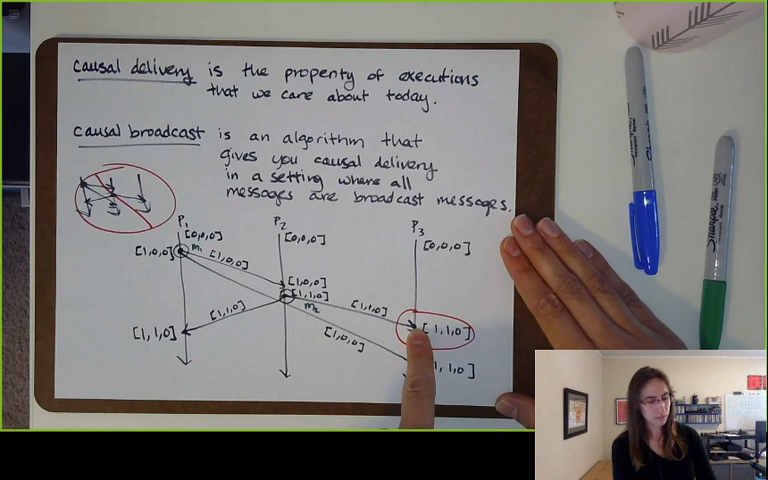 causal delivery is the property of executions
that we care about today.
causal broadcast is an algorithm that
gives you causal delivery
in a setting where all
messages are broadcast messages.
P1 P2 P3
[0,0,0] [0,0,0] [0,0,0]
[1,0,0] m1 [1,0,0]
[1,0,0]
[1,1,0]
m2
[1,1,0] [1,1,0]
[1,1,0] [1,0,0] [1,1,0]
1,1,0]
Sharpie
Sharpie